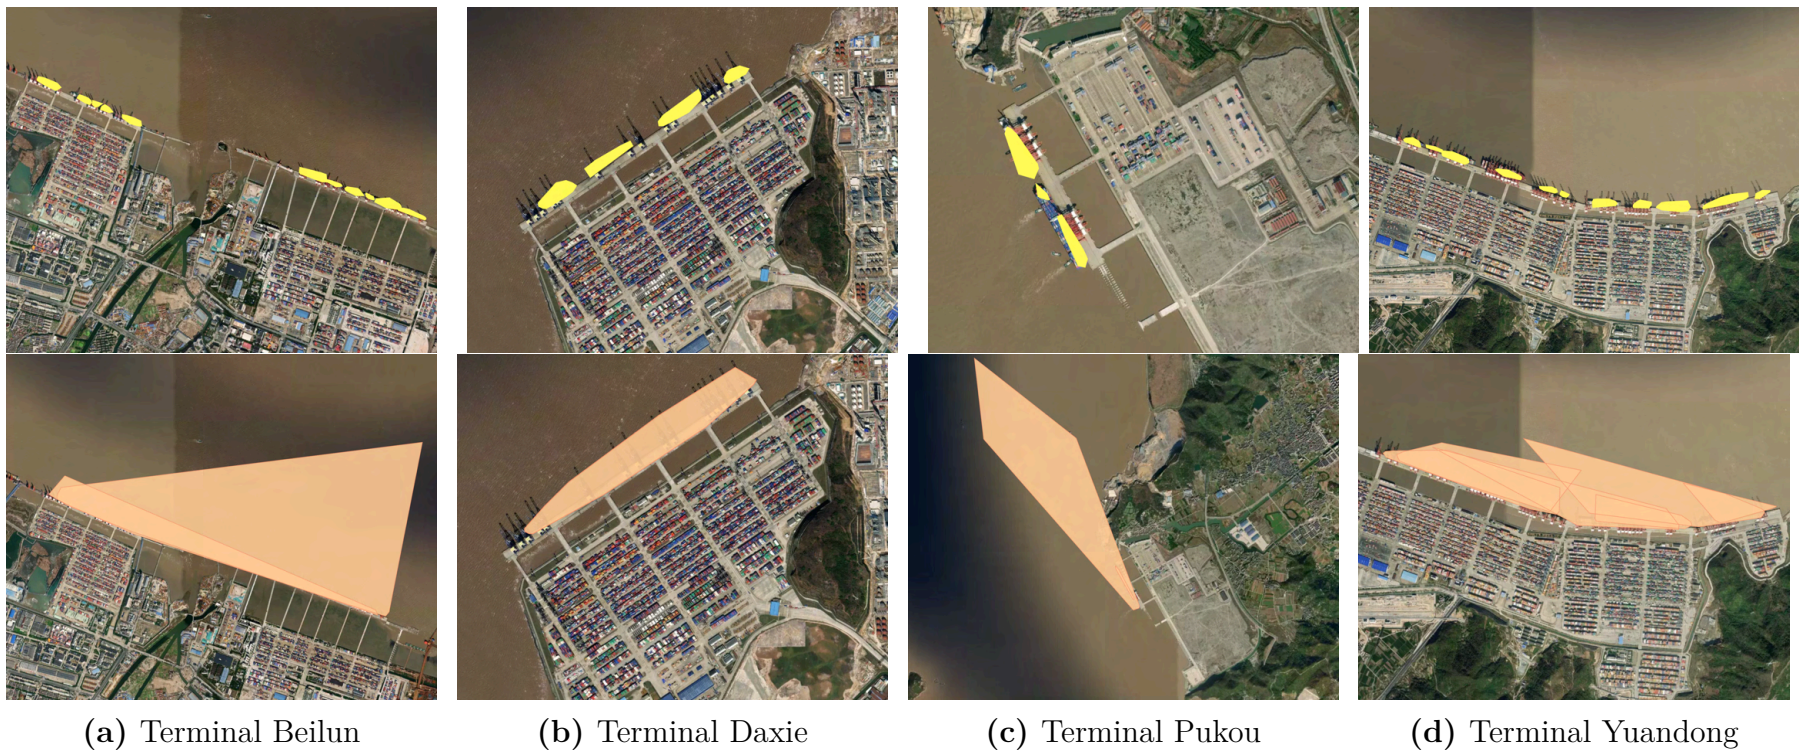 (a) Terminal Beilun
(b) Terminal Daxie
(c) Terminal Pukou
(d) Terminal Yuandong